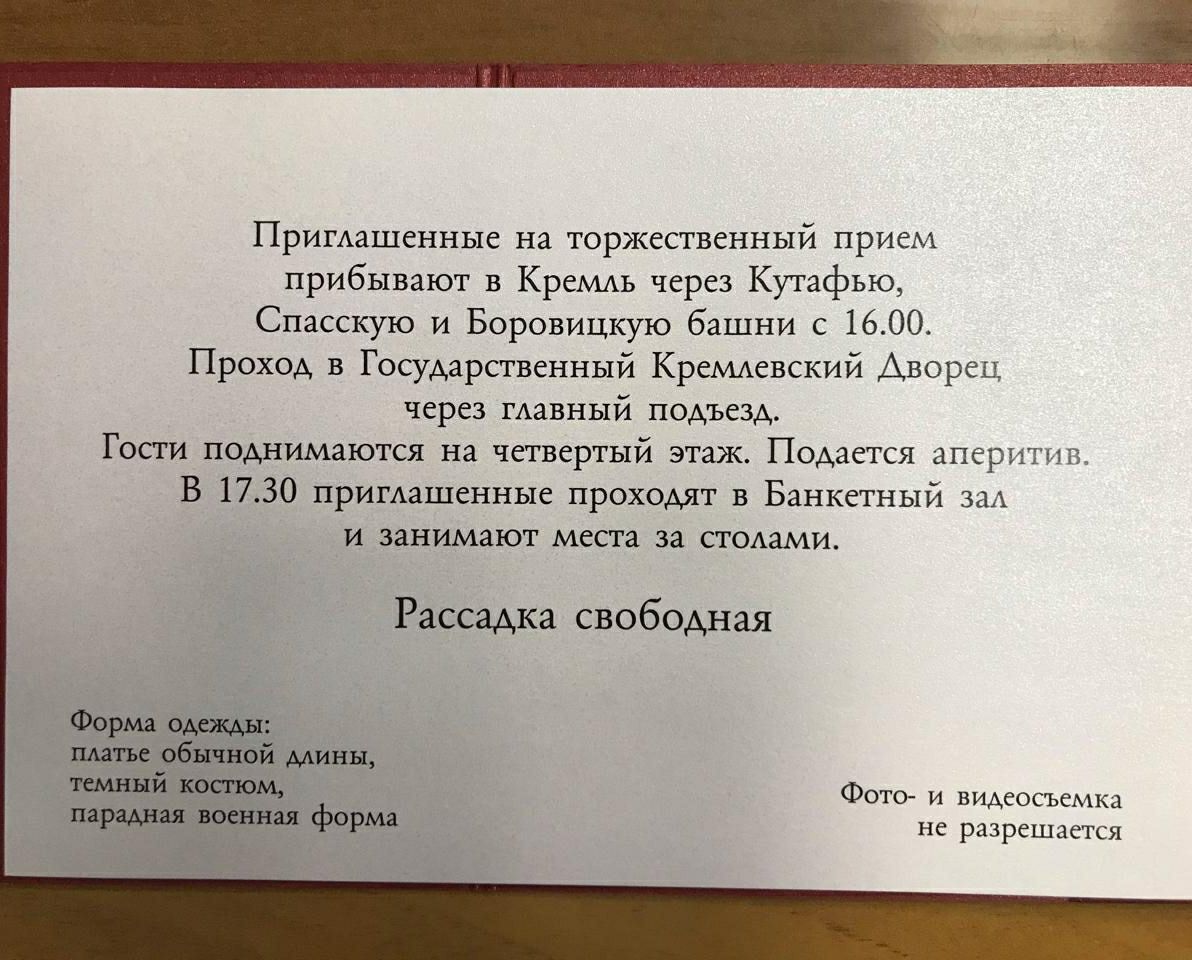 Приглашенные на торжественный прием
прибывают в Кремль через Кутафью,
Спасскую и Боровицкую башни с 16.00.
Проход в Государственный Кремлевский Дворец
через главный подъезд.
Гости поднимаются на четвертый этаж. Подается аперитив.
В 17.30 приглашенные проходят в Банкетный зал
и занимают места за столами.
Рассадка свободная
Форма одежды:
платье обычной длины,
темный костюм,
парадная военная форма
Фото- и видеосъемка
не разрешается